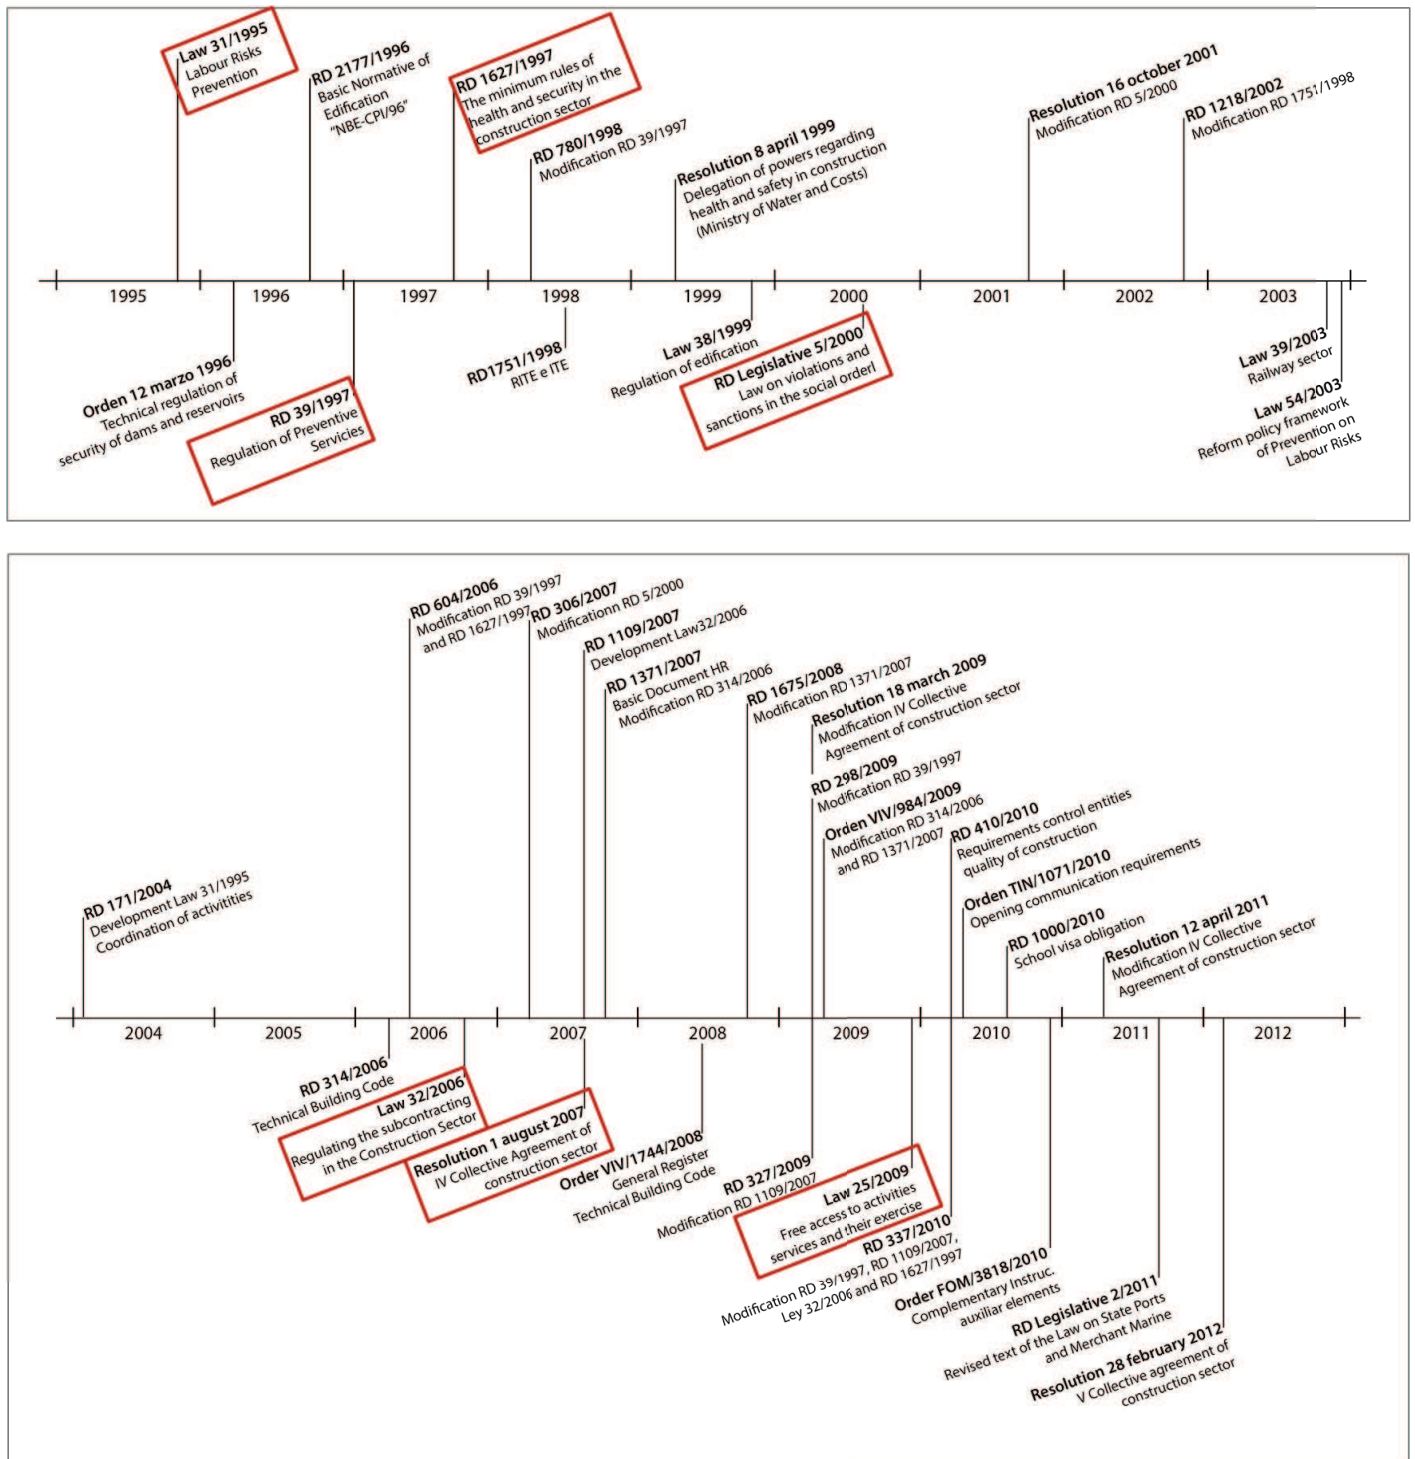 Law 31/1995
Labour Risks
Prevention
RD 2177/1996
Basic Normative of
Edification
"NBE-CPI/96"
RD 1627/1997
The minimum rules of
health and security in the
construction sector
RD 780/1998
Modification RD 39/1997
Resolution 8 april 1999
Delegation of powers regarding
health and safety in construction
(Ministry of Water and Costs)
Resolution 16 october 2001
Modification RD 5/2000
RD 1218/2002
Modification RD 1751/1998
1995
1996
1997
1998
1999
2000
2001
2002
2003
Orden 12 marzo 1996
Technical regulation of
security of dams and reservoirs
RD 39/1997
Regulation of Preventive
Servicies
RD1751/1998
RITE e ITE
Law 38/1999
Regulation of edification
RD Legislative 5/2000
Law on violations and
sanctions in the social orderl
Law 39/2003
Railway sector
Law 54/2003
Reform policy framework
of Prevention on
Labour Risks
RD 604/2006
Modification RD 39/1997
and RD 1627/1997
RD 306/2007
Modificationn RD 5/2000
RD 1109/2007
Development Law32/2006
RD 1371/2007
Basic Document HR
Modification RD 314/2006
RD 1675/2008
Modification RD 1371/2007
Resolution 18 march 2009
Modification IV Collective
Agreement of construction sector
RD 298/2009
Modification RD 39/1997
Orden VIV/984/2009
Modification RD 314/2006
and RD 1371/2007
RD 410/2010
Requirements control entities
quality of construction
Orden TIN/1071/2010
Opening communication requirements
RD 1000/2010
School visa obligation
Resolution 12 april 2011
Modification IV Collective
Agreement of construction sector
RD 171/2004
Development Law 31/1995
Coordination of activitities
2004
2005
2006
2007
2008
2009
2010
2011
2012
RD 314/2006
Technical Building Code
Law 32/2006
Regulating the subcontracting
in the Construction Sector
Resolution 1 august 2007
IV Collective Agreement of
construction sector
Order VIV/1744/2008
General Register
Technical Building Code
RD 327/2009
Modification RD 1109/2007
Law 25/2009
Free access to activities
services and their exercise
RD 337/2010
Modification RD 39/1997, RD 1109/2007,
Ley 32/2006 and RD 1627/1997
Order FOM/3818/2010
Complementary Instruc.
auxiliar elements
RD Legislative 2/2011
Revised text of the Law on State Ports
and Merchant Marine
Resolution 28 february 2012
V Collective agreement of
construction sector